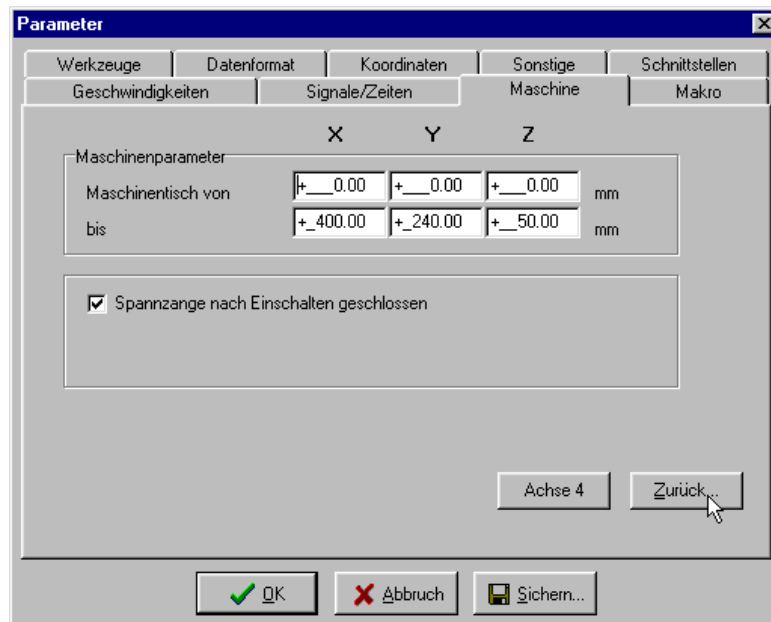 Parameter
Werkzeuge Datenformat Koordinaten Sonstige Schnittstellen
Geschwindigkeiten Signale/Zeiten Maschine Makro
X Y Z
Maschinenparameter
Maschinentisch von +___0.00 +___0.00 +___0.00 mm
bis +_400.00 +_240.00 +__50.00 mm
Spannzange nach Einschalten geschlossen
Achse 4 Zurück...
OK Abbruch Sichern...